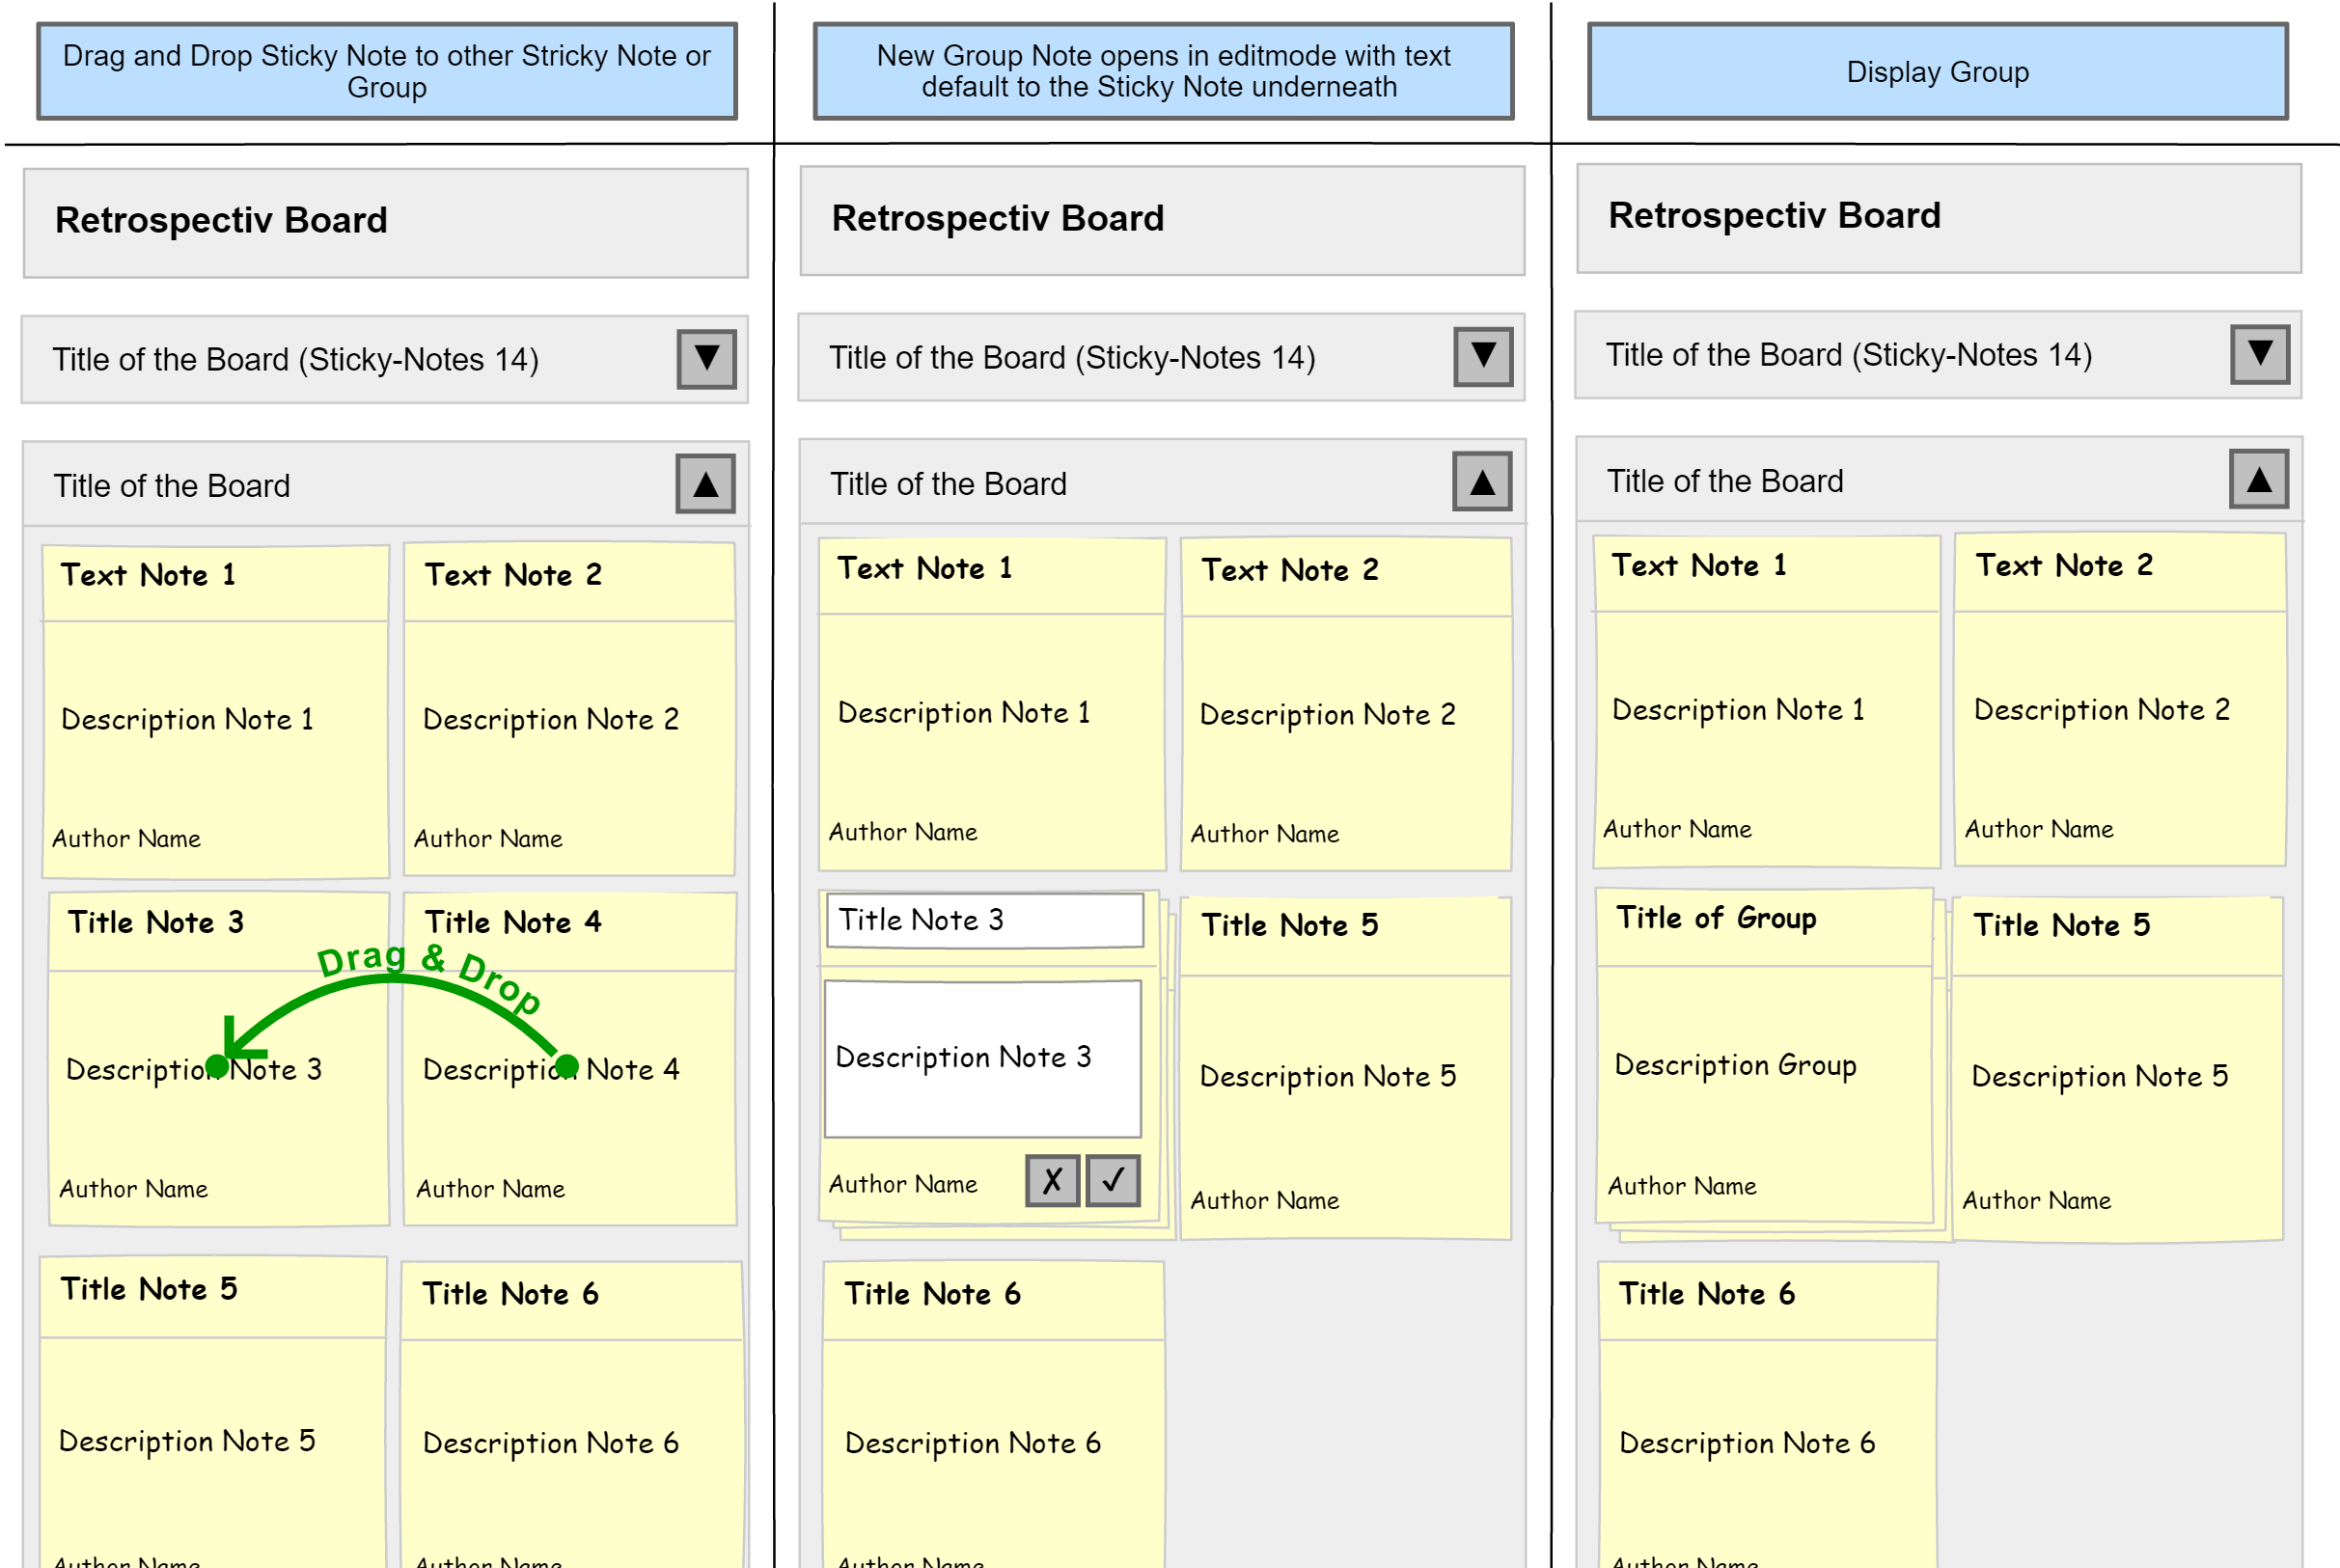 Drag and Drop Sticky Note to other Stricky Note or
Group
New Group Note opens in editmode with text
default to the Sticky Note underneath
Display Group
Retrospectiv Board
Title of the Board (Sticky-Notes 14)
▼
Title of the Board
▲
Text Note 1
Description Note 1
Author Name
Text Note 2
Description Note 2
Author Name
Title Note 3
Description Note 3
Author Name
Title Note 4
Description Note 4
Author Name
Drag & Drop
Title Note 5
Description Note 5
Author Name
Title Note 6
Description Note 6
Author Name
Retrospectiv Board
Title of the Board (Sticky-Notes 14)
▼
Title of the Board
▲
Text Note 1
Description Note 1
Author Name
Text Note 2
Description Note 2
Author Name
Title Note 3
Description Note 3
Author Name
✗ ✓
Title Note 5
Description Note 5
Author Name
Title Note 6
Description Note 6
Author Name
Retrospectiv Board
Title of the Board (Sticky-Notes 14)
▼
Title of the Board
▲
Text Note 1
Description Note 1
Author Name
Text Note 2
Description Note 2
Author Name
Title of Group
Description Group
Author Name
Title Note 5
Description Note 5
Author Name
Title Note 6
Description Note 6
Author Name